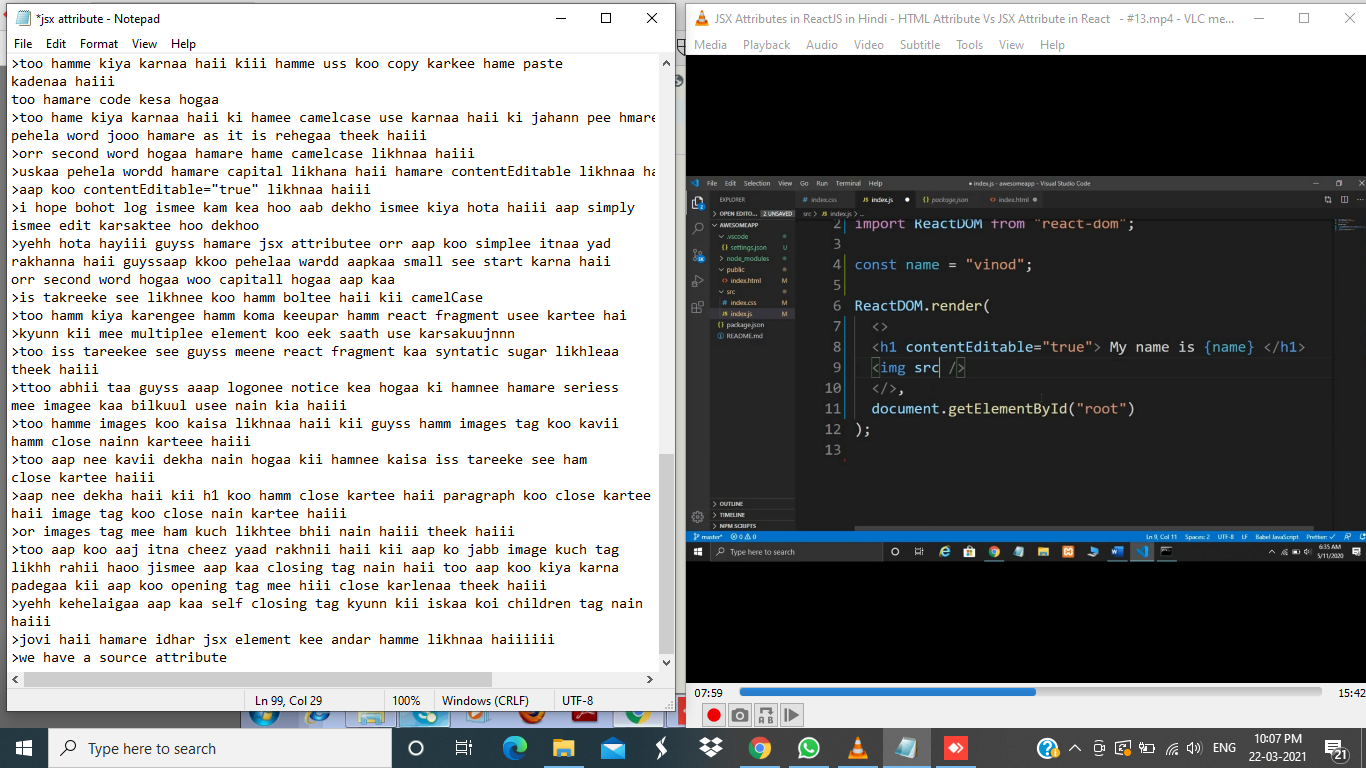 *jsx attribute - Notepad
File Edit Format View Help
>too hamme kiya karnaa haii kiii hamme uss koo copy karkee hame paste
kadenaa haiii
too hamare code kesa hogaa
>too hame kiya karnaa haii ki hamee camelcase use karnaa haii ki jahann pee hmare
pehela word jooo hamare as it is rehegaa theek haiii
>orr second word hogaa hamare hame camelcase likhnaa haiii
>uskaa pehela wordd hamare capital likhana haii hamare contentEditable likhnaa ha
>aap koo contentEditable="true" likhnaa haiii
>i hope bohot log ismee kam kea hoo aab dekho ismee kiya hota haiii aap simply
ismee edit karsaktee hoo dekhoo
>yehh hota hayiii guyss hamare jsx attributee orr aap koo simplee itnaa yad
rakhanna haii guyssaap kkoo pehelaa wardd aapkaa small see start karna haii
orr second word hogaa woo capitall hogaa aap kaa
>is takreeke see likhnee koo hamm boltee haii kii camelCase
>too hamm kiya karengee hamm koma keeupar hamm react fragment usee kartee hai
>kyunn kii mee multiplee element koo eek saath use karsakuujnnn
>too iss tareekee see guyss meene react fragment kaa syntatic sugar likhleaa
theek haiii
>ttoo abhii taa guyss aaap logonee notice kea hogaa ki hamnee hamare seriess
mee imagee kaa bilkuul usee nain kia haiii
>too hamme images koo kaisa likhnaa haii kii guyss hamm images tag koo kavii
hamm close nainn karteee haiii
>too aap nee kavii dekha nain hogaa kii hamnee kaisa iss tareeke see ham
close kartee haiii
>aap nee dekha haii kii h1 koo hamm close kartee haii paragraph koo close kartee
haii image tag koo close nain kartee haiii
>or images tag mee ham kuch likhtee bhii nain haiii theek haiii
>too aap koo aaj itna cheez yaad rakhnii haii kii aap ko jabb image kuch tag
likhh rahii haoo jismee aap kaa closing tag nain haii too aap koo kiya karna
padegaa kii aap koo opening tag mee hiii close karlenaa theek haiii
>yehh kehelaigaa aap kaa self closing tag kyunn kii iskaa koi children tag nain
haiii
>jovi haii hamare idhar jsx element kee andar hamme likhnaa haiiiiii
>we have a source attribute
Ln 99, Col 29 100% Windows (CRLF) UTF-8
JSX Attributes in ReactJS in Hindi - HTML Attribute Vs JSX Attribute in React - #13.mp4 - VLC me...
Media Playback Audio Video Subtitle Tools View Help
File Edit Selection View Go Run Terminal Help
● index.js - awesomeapp - Visual Studio Code
EXPLORER
# index.css JS index.js ● {} package.json index.html ●
OPEN EDITO... 2 UNSAVED
src > JS index.js > ...
AWESOMEAPP
.vscode
{} settings.json U
node_modules
public
index.html M
src
# index.css M
JS index.js M
{} package.json
README.md
OUTLINE
TIMELINE
NPM SCRIPTS
2 import ReactDOM from "react-dom";
3
4 const name = "vinod";
5
6 ReactDOM.render(
7 <>
8 <h1 contentEditable="true"> My name is {name} </h1>
9 <img src />
10 </>,
11 document.getElementById("root")
12 );
13
master* 0 0 Ln 9, Col 11 Spaces: 2 UTF-8 LF Babel JavaScript Prettier: ✓
Type here to search
6:35 AM
5/11/2020
07:59 15:42
Type here to search
ENG
10:07 PM
22-03-2021
21